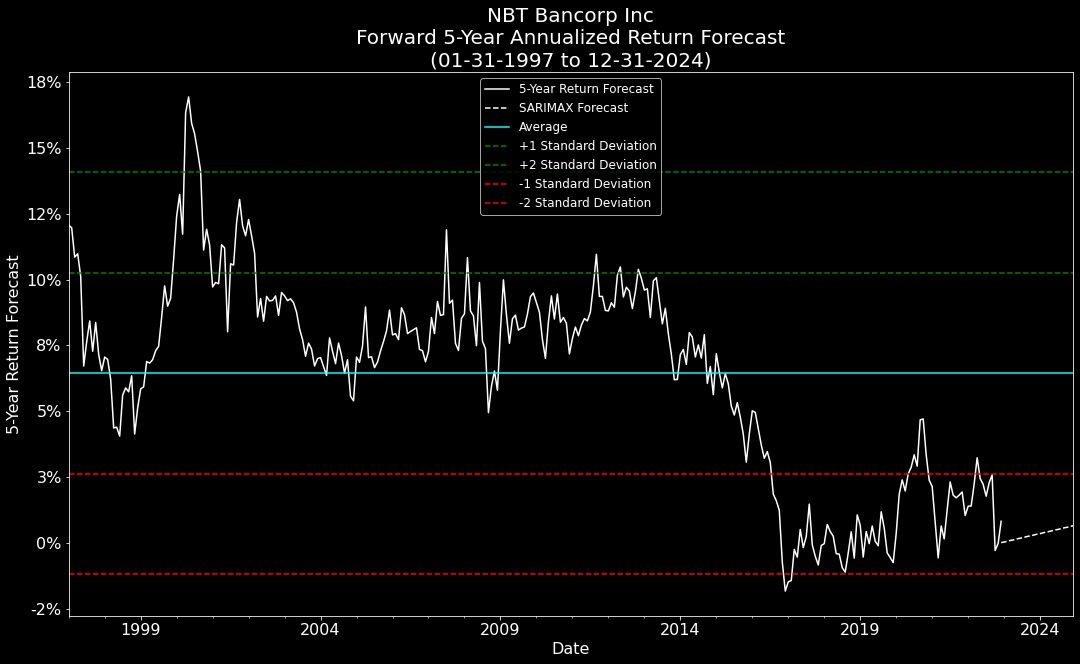 NBT Bancorp Inc
Forward 5-Year Annualized Return Forecast
(01-31-1997 to 12-31-2024)
5-Year Return Forecast
SARIMAX Forecast
Average
+1 Standard Deviation
+2 Standard Deviation
-1 Standard Deviation
-2 Standard Deviation
18%
15%
12%
10%
8%
5%
3%
0%
-2%
5-Year Return Forecast
1999
2004
2009
2014
2019
2024
Date